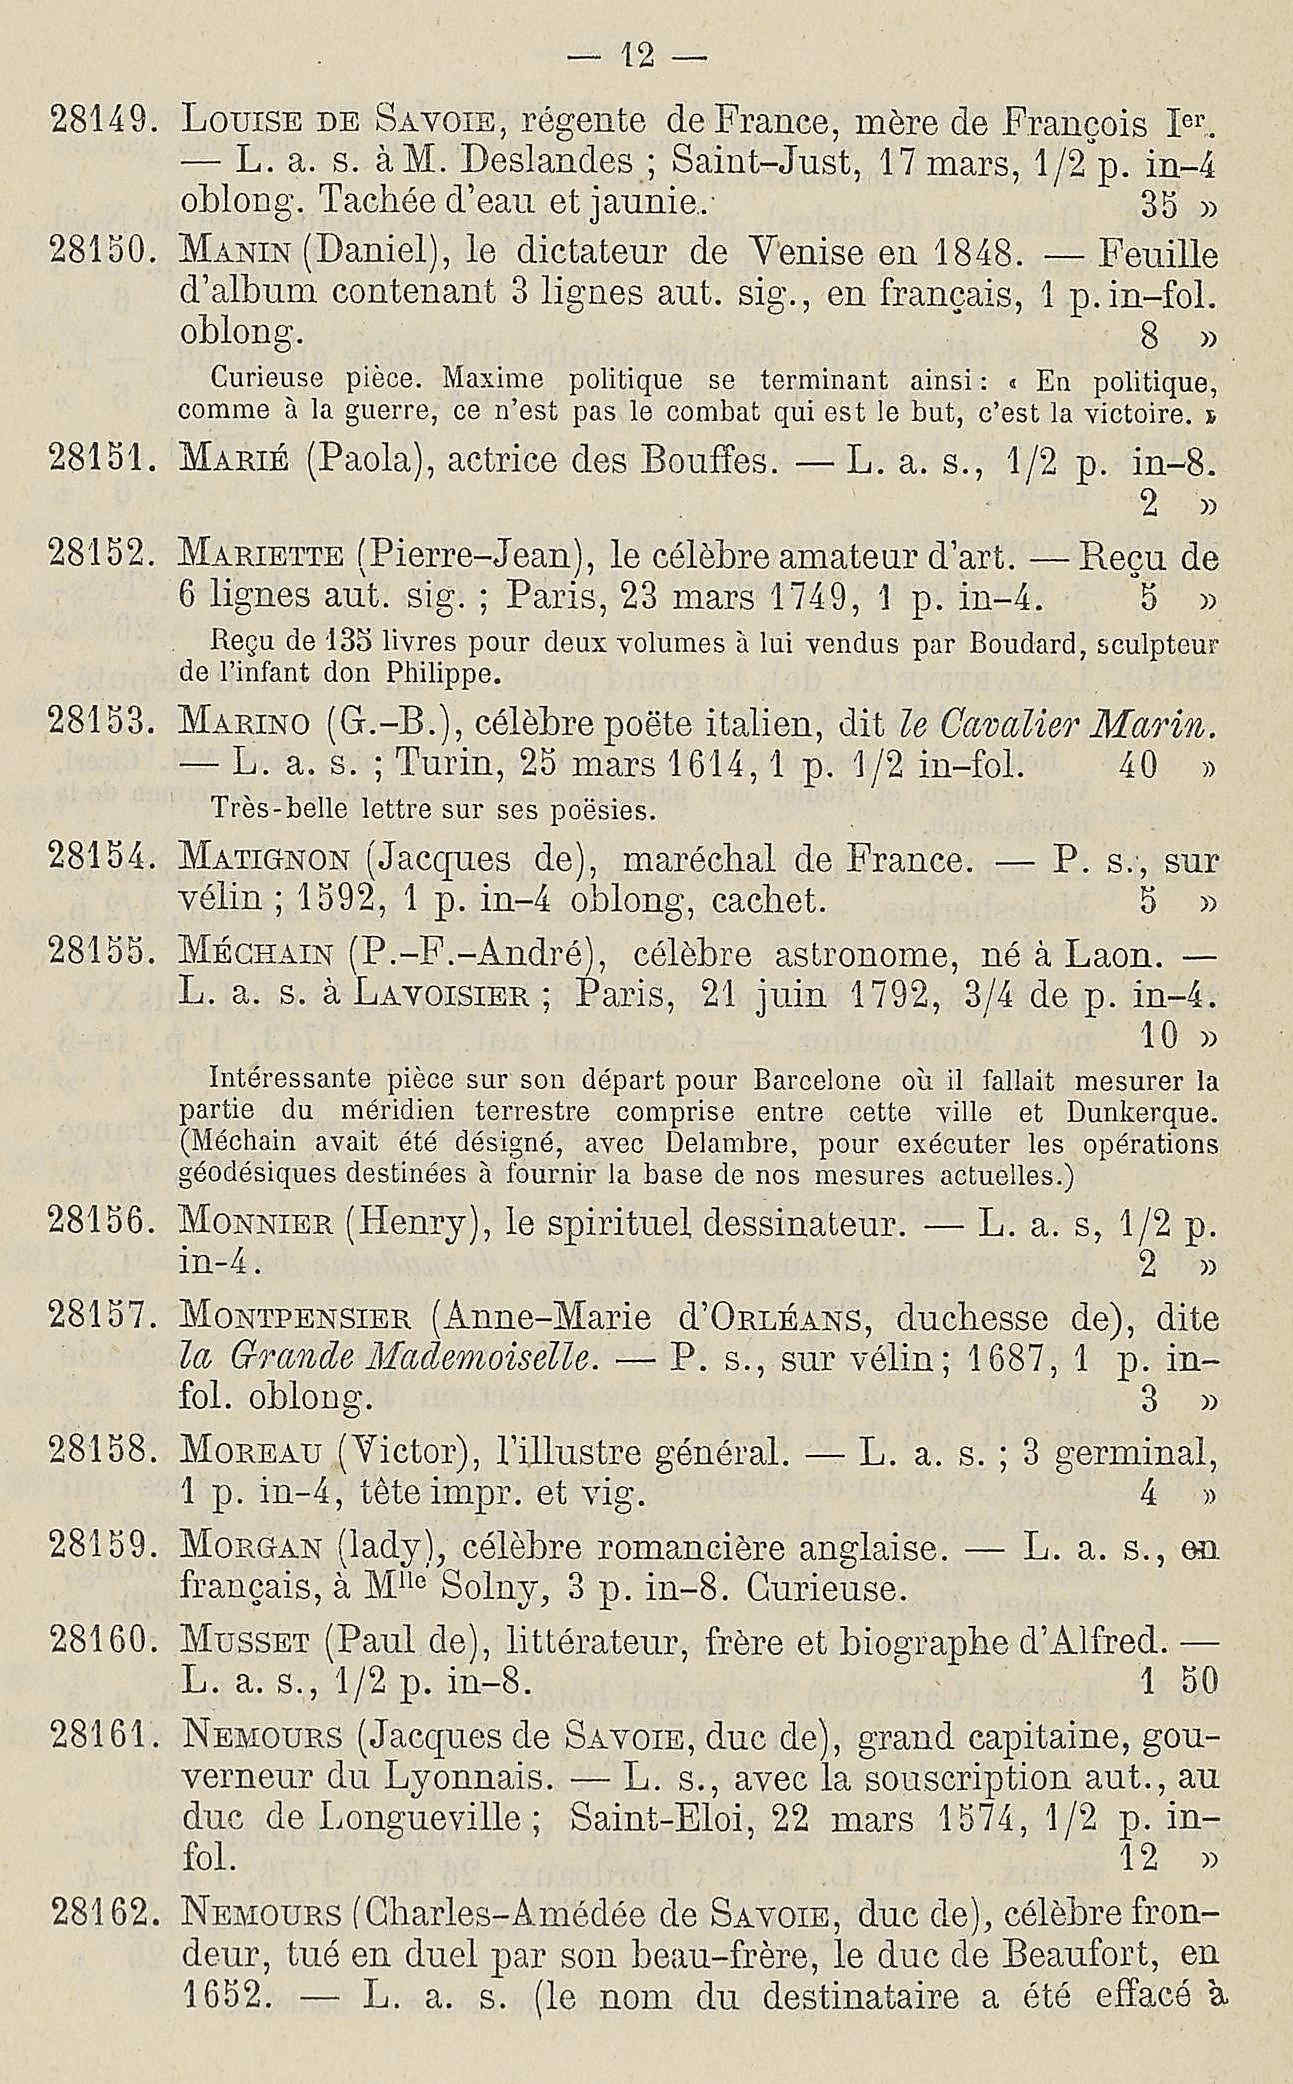 — 12 —
28149. LOUISE DE SAVOIE, régente de France, mère de François Ier.
— L. a. s. à M. Deslandes ; Saint-Just, 17 mars, 1/2 p. in-4
oblong. Tachée d'eau et jaunie. 35 »
28150. MANIN (Daniel), le dictateur de Venise en 1848. — Feuille
d'album contenant 3 lignes aut. sig., en français, 1 p. in-fol.
oblong. 8 »
Curieuse pièce. Maxime politique se terminant ainsi : « En politique,
comme à la guerre, ce n'est pas le combat qui est le but, c'est la victoire. »
28151. MARIÉ (Paola), actrice des Bouffes. — L. a. s., 1/2 p. in-8.
2 »
28152. MARIETTE (Pierre-Jean), le célèbre amateur d'art. — Reçu de
6 lignes aut. sig. ; Paris, 23 mars 1749, 1 p. in-4. 5 »
Reçu de 135 livres pour deux volumes à lui vendus par Boudard, sculpteur
de l'infant don Philippe.
28153. MARINO (G.-B.), célèbre poëte italien, dit le Cavalier Marin.
— L. a. s. ; Turin, 25 mars 1614, 1 p. 1/2 in-fol. 40 »
Très-belle lettre sur ses poësies.
28154. MATIGNON (Jacques de), maréchal de France. — P. s., sur
vélin ; 1592, 1 p. in-4 oblong, cachet. 5 »
28155. MÉCHAIN (P.-F.-André), célèbre astronome, né à Laon. —
L. a. s. à LAVOISIER ; Paris, 21 juin 1792, 3/4 de p. in-4.
10 »
Intéressante pièce sur son départ pour Barcelone où il fallait mesurer la
partie du méridien terrestre comprise entre cette ville et Dunkerque.
(Méchain avait été désigné, avec Delambre, pour exécuter les opérations
géodésiques destinées à fournir la base de nos mesures actuelles.)
28156. MONNIER (Henry), le spirituel dessinateur. — L. a. s, 1/2 p.
in-4. 2 »
28157. MONTPENSIER (Anne-Marie d'ORLÉANS, duchesse de), dite
la Grande Mademoiselle. — P. s., sur vélin ; 1687, 1 p. in-
fol. oblong. 3 »
28158. MOREAU (Victor), l'illustre général. — L. a. s. ; 3 germinal,
1 p. in-4, tête impr. et vig. 4 »
28159. MORGAN (lady), célèbre romancière anglaise. — L. a. s., en
français, à Mlle Solny, 3 p. in-8. Curieuse.
28160. MUSSET (Paul de), littérateur, frère et biographe d'Alfred. —
L. a. s., 1/2 p. in-8. 1 50
28161. NEMOURS (Jacques de SAVOIE, duc de), grand capitaine, gou-
verneur du Lyonnais. — L. s., avec la souscription aut., au
duc de Longueville ; Saint-Eloi, 22 mars 1574, 1/2 p. in-
fol. 12 »
28162. NEMOURS (Charles-Amédée de SAVOIE, duc de), célèbre fron-
deur, tué en duel par son beau-frère, le duc de Beaufort, en
1652. — L. a. s. (le nom du destinataire a été effacé à